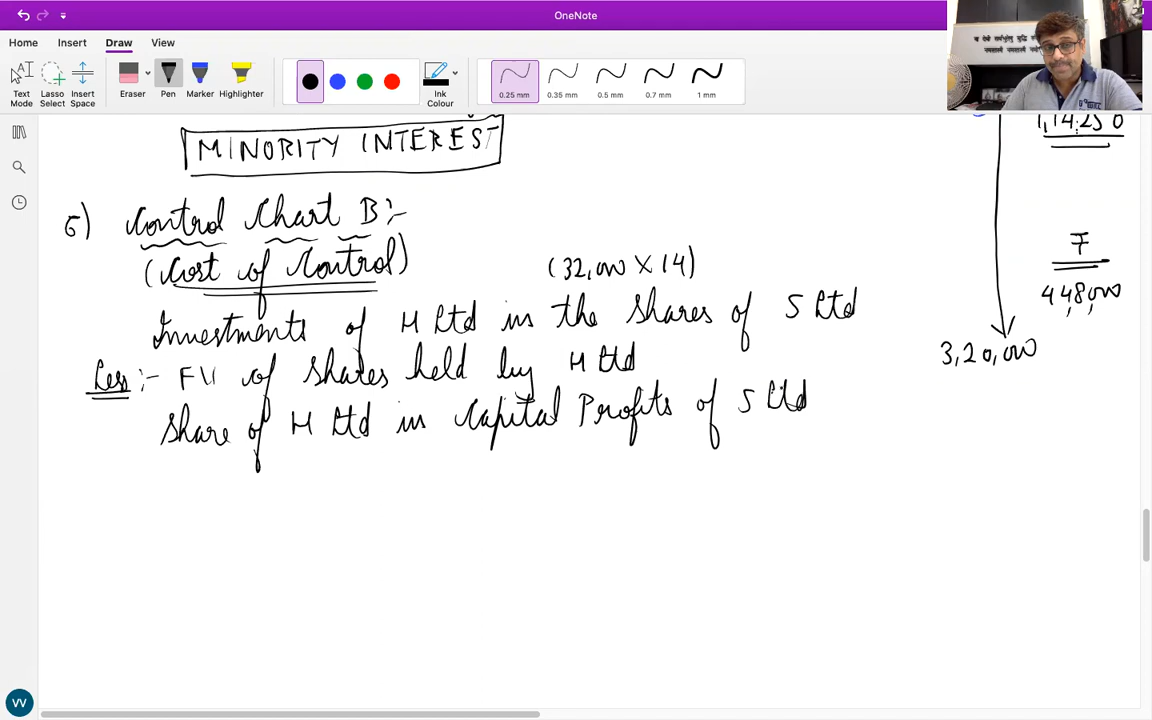 OneNote
Home Insert Draw View
Text Mode
Lasso Select
Insert Space
Eraser
Pen
Marker
Highlighter
Ink Colour
0.25 mm
0.35 mm
0.5 mm
0.7 mm
1 mm
1,14,250
MINORITY INTEREST
6) Control Chart B:-
(Cost of Control)
(32,000 X 14)
₹
Investments of H Ltd in the shares of S Ltd
4,48,000
Less:- FV of shares held by H Ltd
3,20,000
Share of H Ltd in Capital Profits of S Ltd
VV